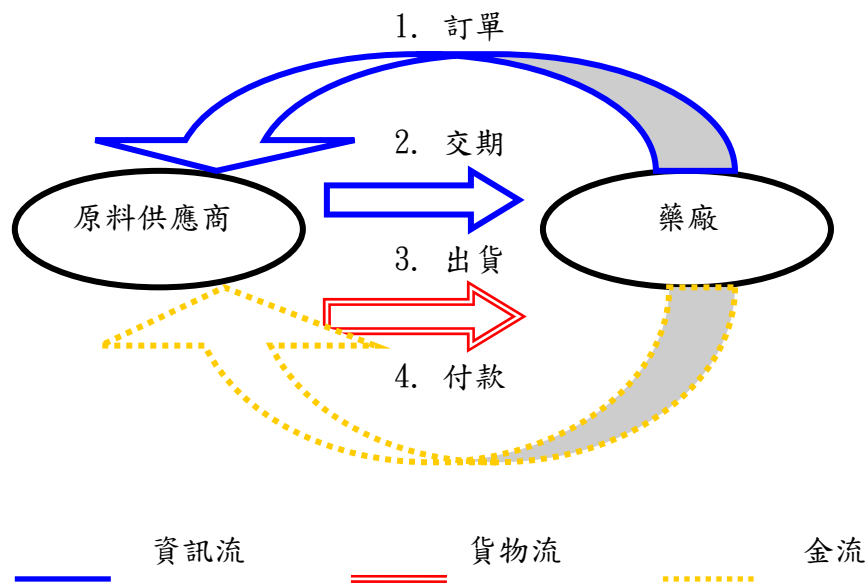 1. 訂單
2. 交期
原料供應商
藥廠
3. 出貨
4. 付款
資訊流
貨物流
金流